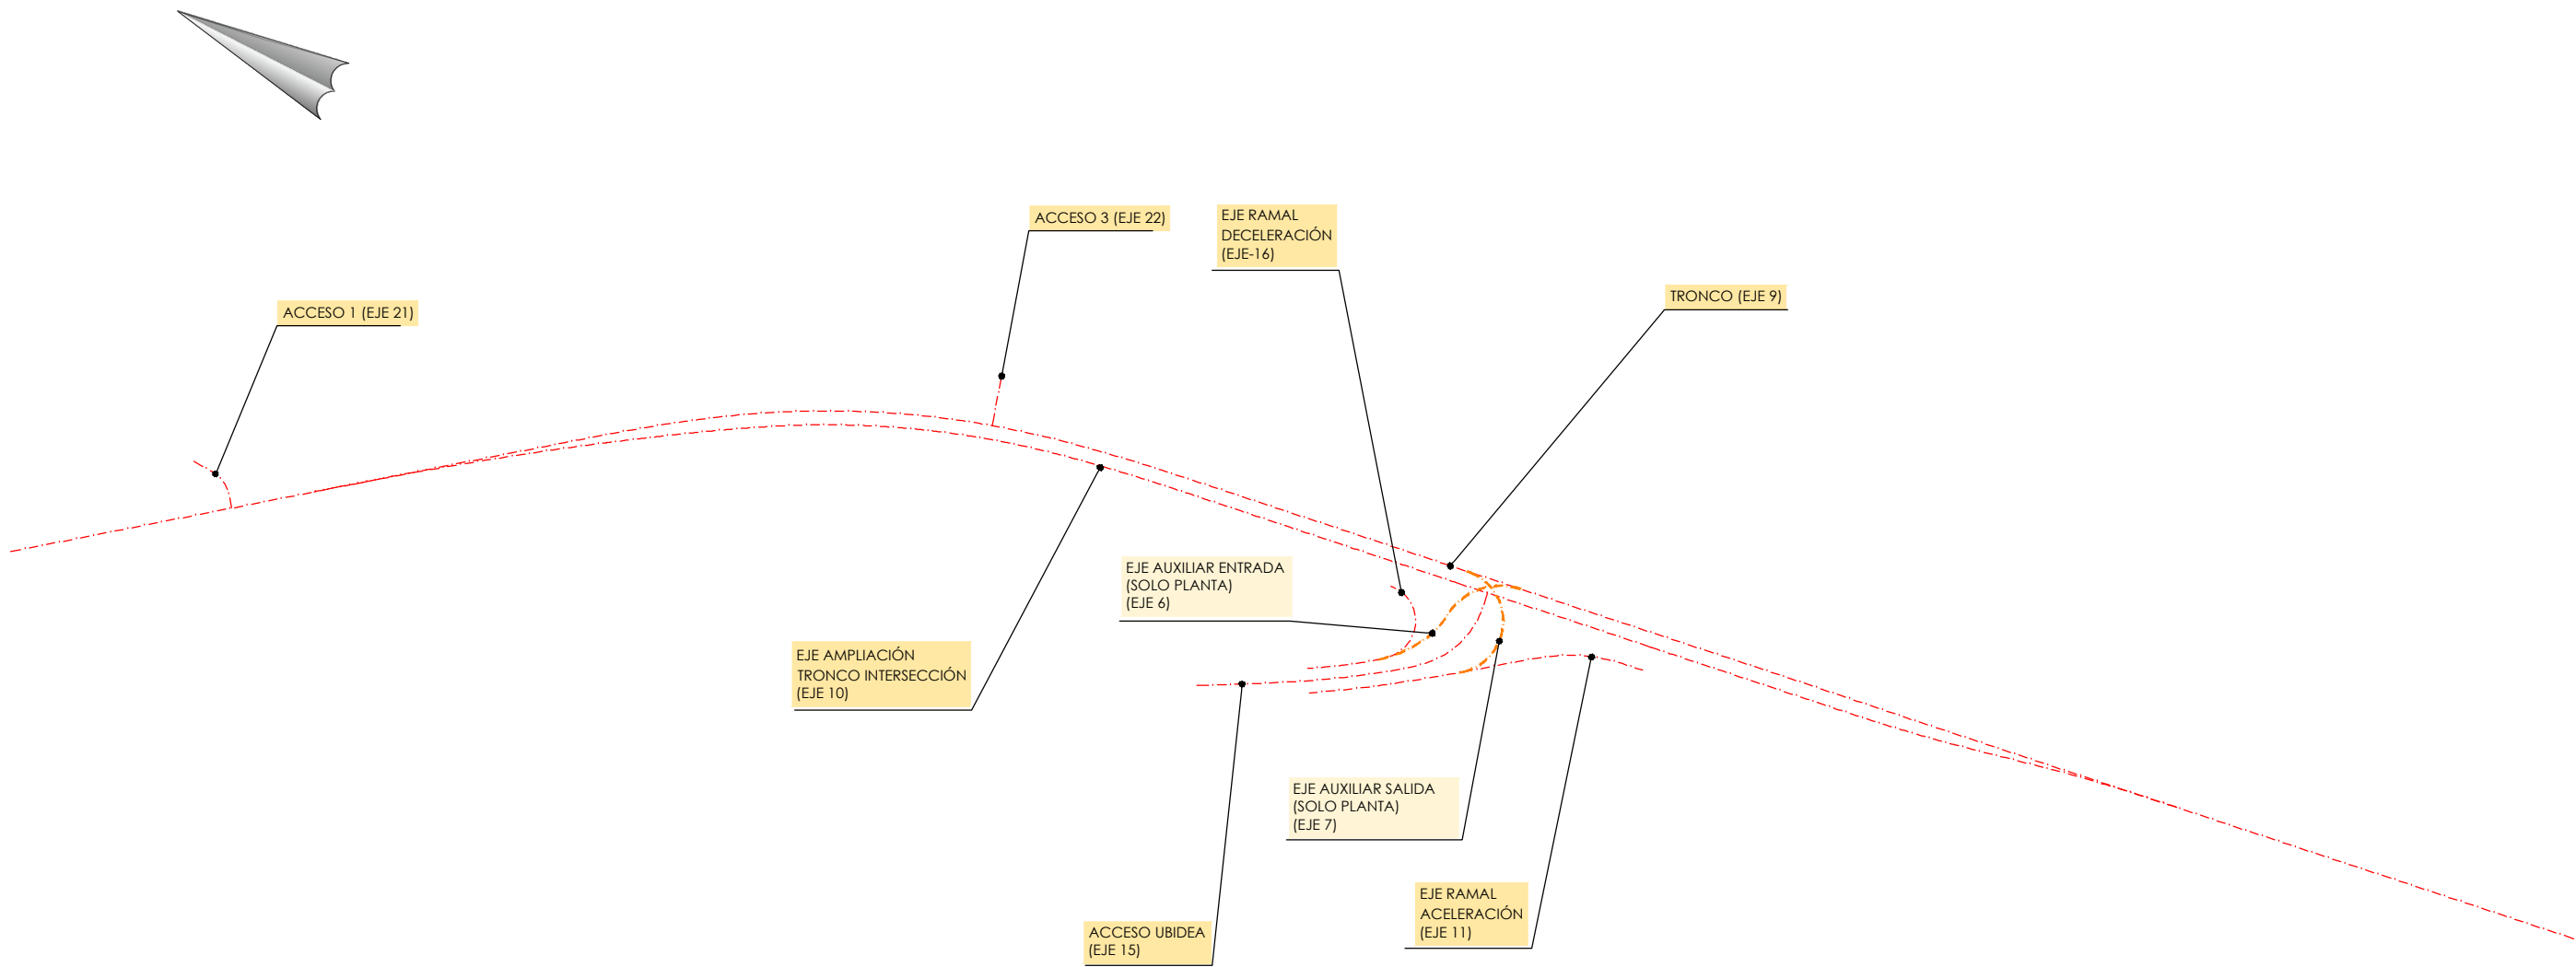 ACCESO 3 (EJE 22)
EJE RAMAL
DECELERACIÓN
(EJE-16)
TRONCO (EJE 9)
ACCESO 1 (EJE 21)
EJE AUXILIAR ENTRADA
(SOLO PLANTA)
(EJE 6)
EJE AMPLIACIÓN
TRONCO INTERSECCIÓN
(EJE 10)
EJE AUXILIAR SALIDA
(SOLO PLANTA)
(EJE 7)
EJE RAMAL
ACELERACIÓN
(EJE 11)
ACCESO UBIDEA
(EJE 15)